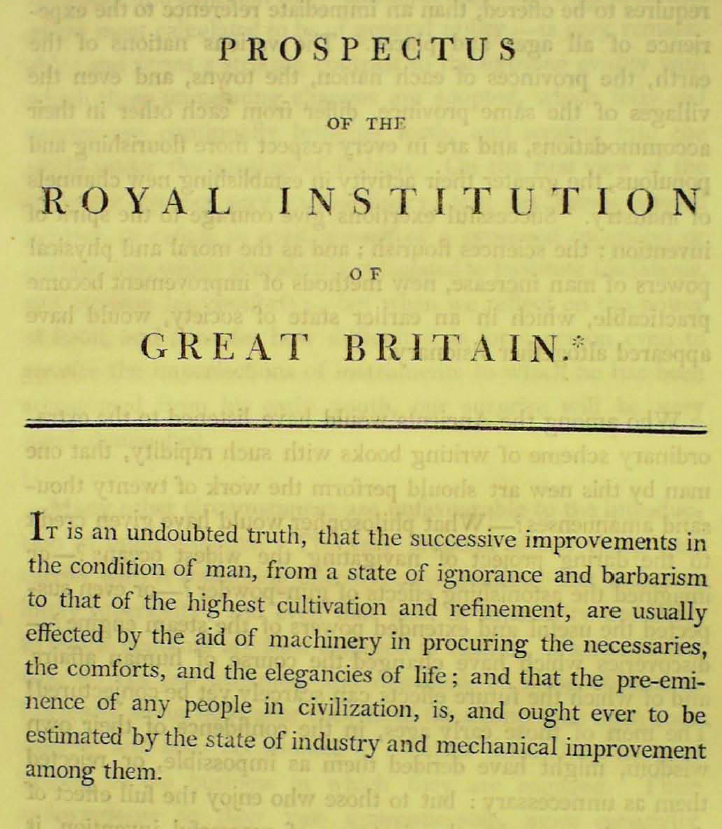 PROSPECTUS
OF THE
ROYAL INSTITUTION
OF
GREAT BRITAIN.*
IT is an undoubted truth, that the successive improvements in
the condition of man, from a state of ignorance and barbarism
to that of the highest cultivation and refinement, are usually
effected by the aid of machinery in procuring the necessaries,
the comforts, and the elegancies of life; and that the pre-emi-
nence of any people in civilization, is, and ought ever to be
estimated by the state of industry and mechanical improvement
among them.